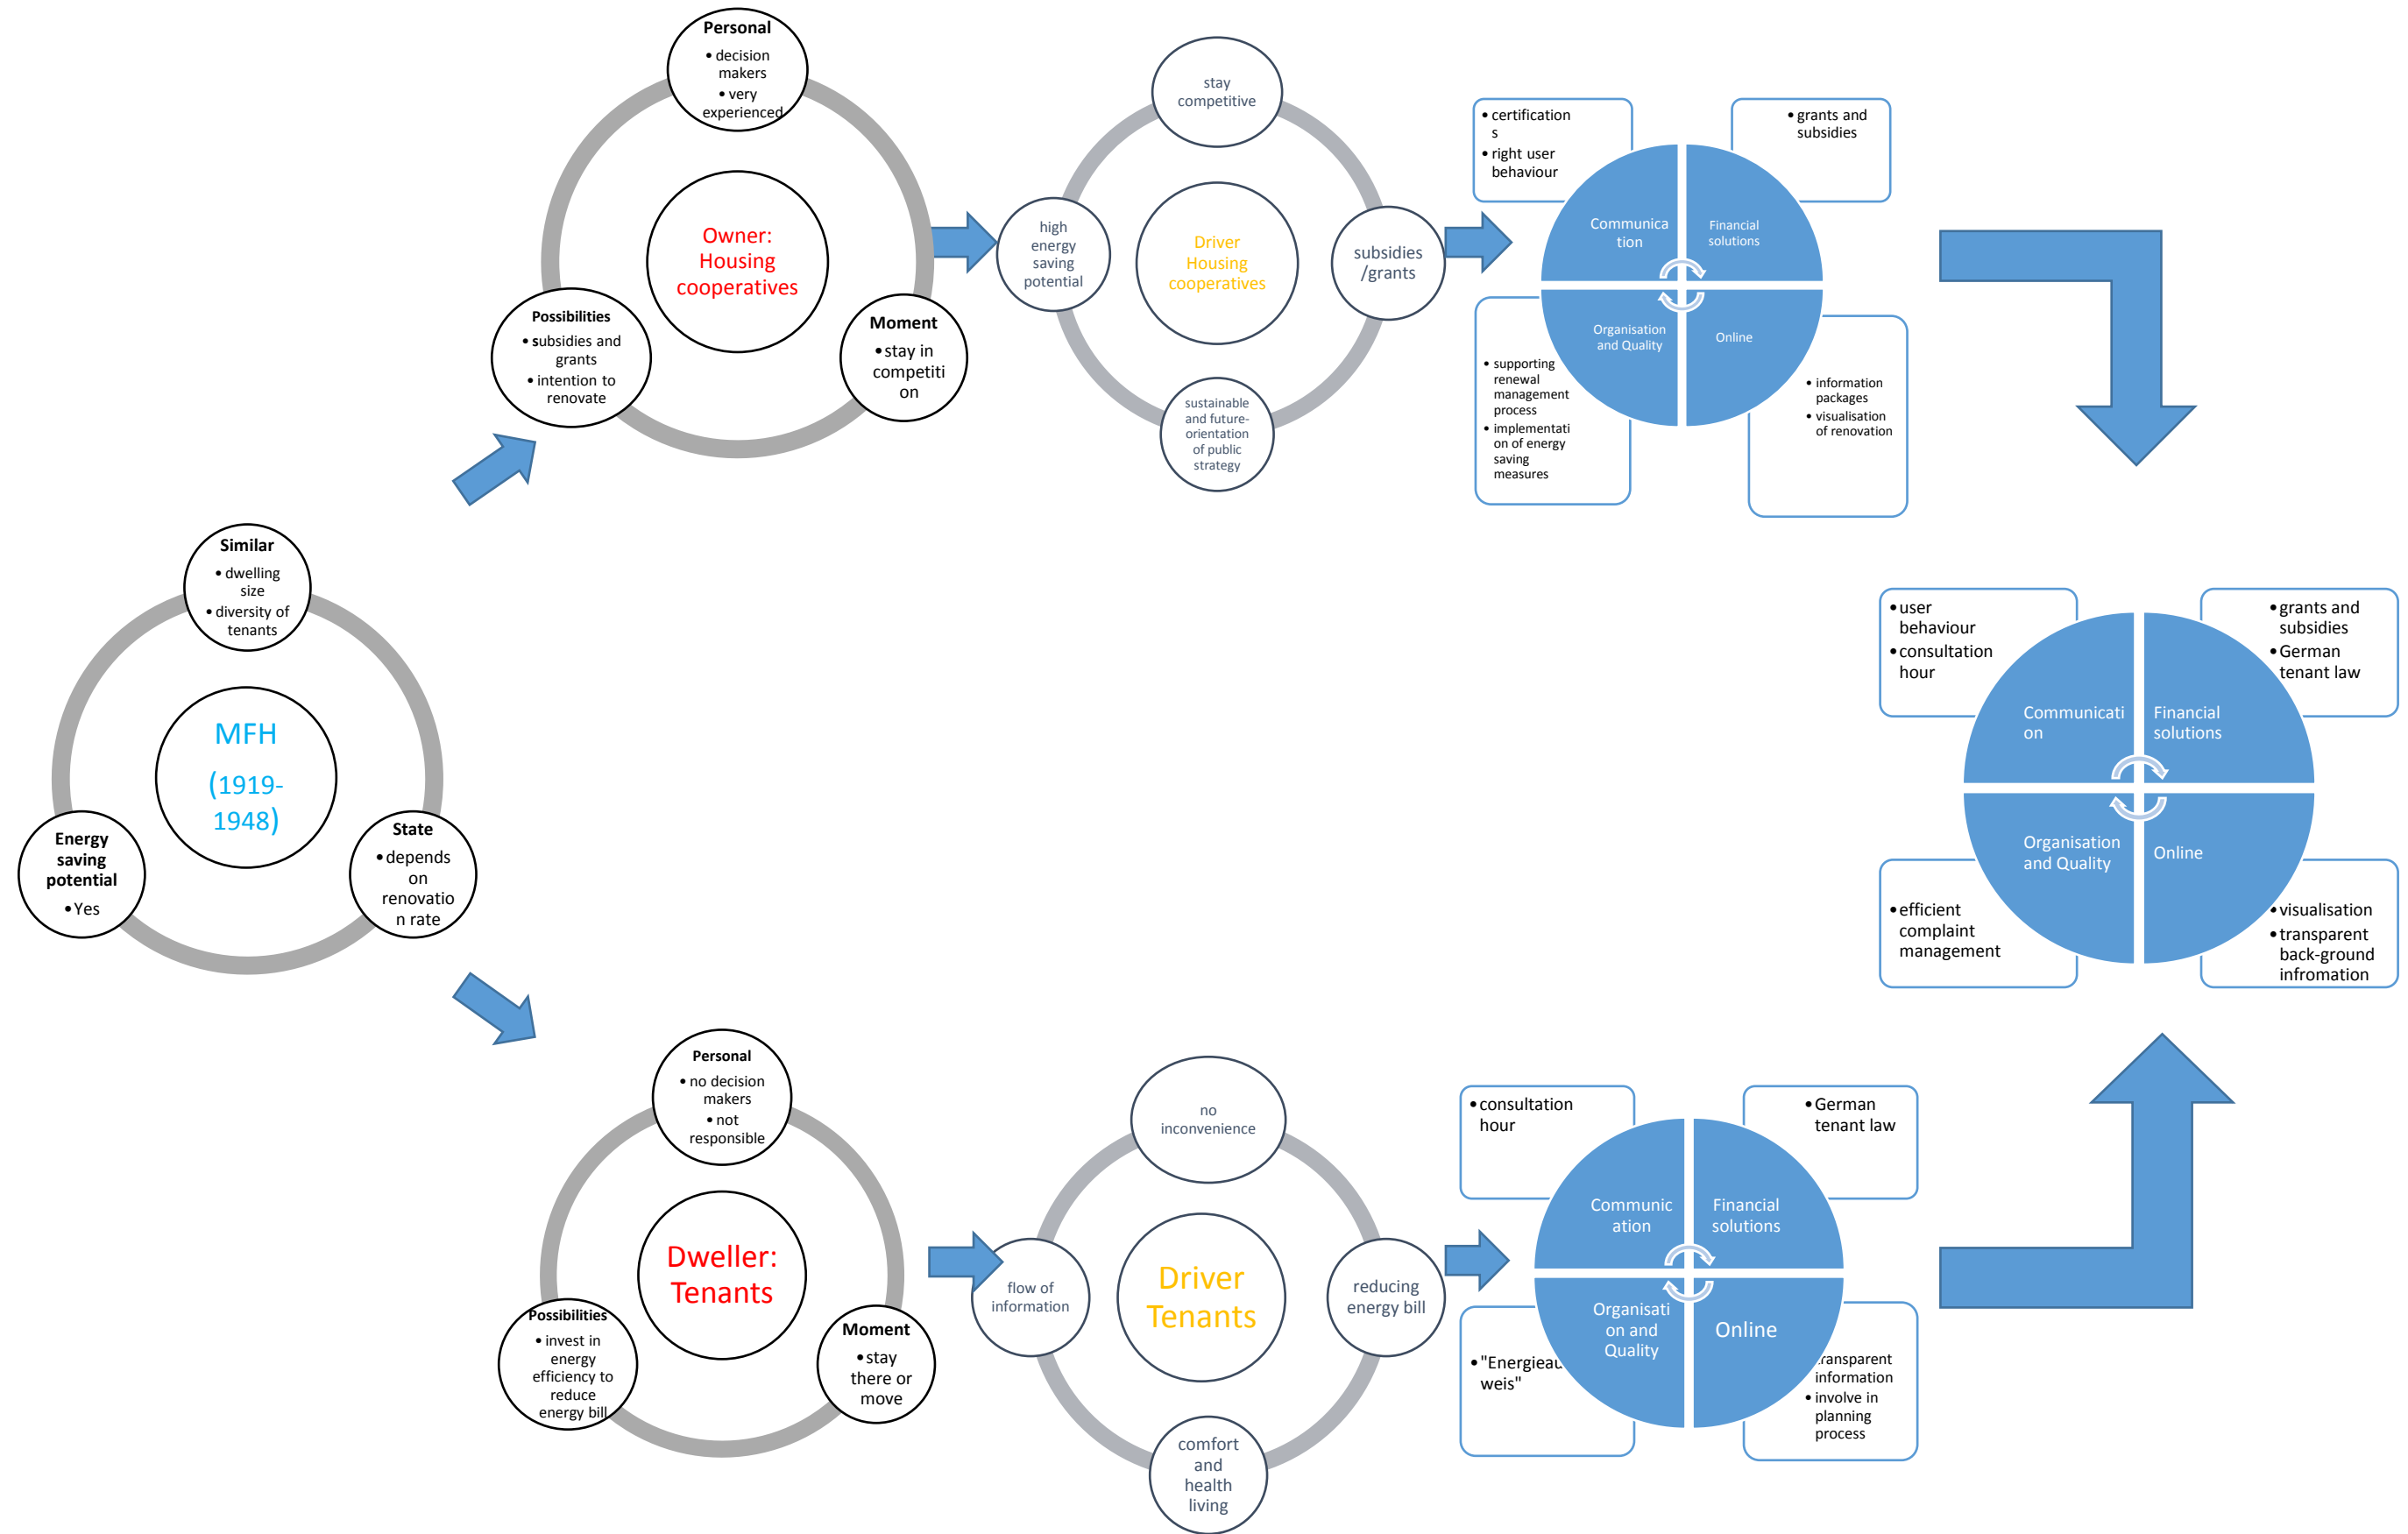 Personal
• decision
makers
• very
experienced
Owner:
Housing
cooperatives
Possibilities
• subsidies and
grants
• intention to
renovate
Moment
• stay in
competiti
on
stay
competitive
high
energy
saving
potential
Driver
Housing
cooperatives
subsidies
/grants
sustainable
and future-
orientation
of public
strategy
• certification
s
• right user
behaviour
• grants and
subsidies
Communica
tion
Financial
solutions
Organisation
and Quality
Online
• supporting
renewal
management
process
• implementati
on of energy
saving
measures
• information
packages
• visualisation
of renovation
Similar
• dwelling
size
• diversity of
tenants
MFH
(1919-
1948)
Energy
saving
potential
• Yes
State
• depends
on
renovatio
n rate
• user
behaviour
• consultation
hour
• grants and
subsidies
• German
tenant law
Communicati
on
Financial
solutions
Organisation
and Quality
Online
• efficient
complaint
management
• visualisation
• transparent
back-ground
infromation
Personal
• no decision
makers
• not
responsible
Dweller:
Tenants
Possibilities
• invest in
energy
efficiency to
reduce
energy bill
Moment
• stay
there or
move
no
inconvenience
flow of
information
Driver
Tenants
reducing
energy bill
comfort
and
health
living
• consultation
hour
• German
tenant law
Communic
ation
Financial
solutions
Organisati
on and
Quality
Online
• "Energieau
weis"
transparent
information
• involve in
planning
process